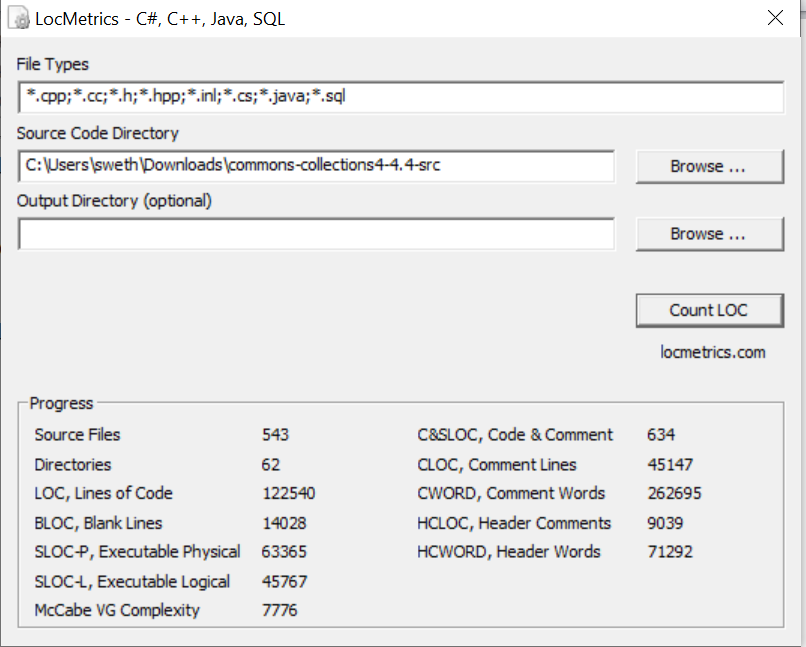 LocMetrics - C#, C++, Java, SQL
File Types
*.cpp;*.cc;*.h;*.hpp;*.inl;*.cs;*.java;*.sql
Source Code Directory
C:\Users\sweth\Downloads\commons-collections4-4.4-src
Browse ...
Output Directory (optional)
Browse ...
Count LOC
locmetrics.com
Progress
Source Files 543 C&SLOC, Code & Comment 634
Directories 62 CLOC, Comment Lines 45147
LOC, Lines of Code 122540 CWORD, Comment Words 262695
BLOC, Blank Lines 14028 HCLOC, Header Comments 9039
SLOC-P, Executable Physical 63365 HCWORD, Header Words 71292
SLOC-L, Executable Logical 45767
McCabe VG Complexity 7776